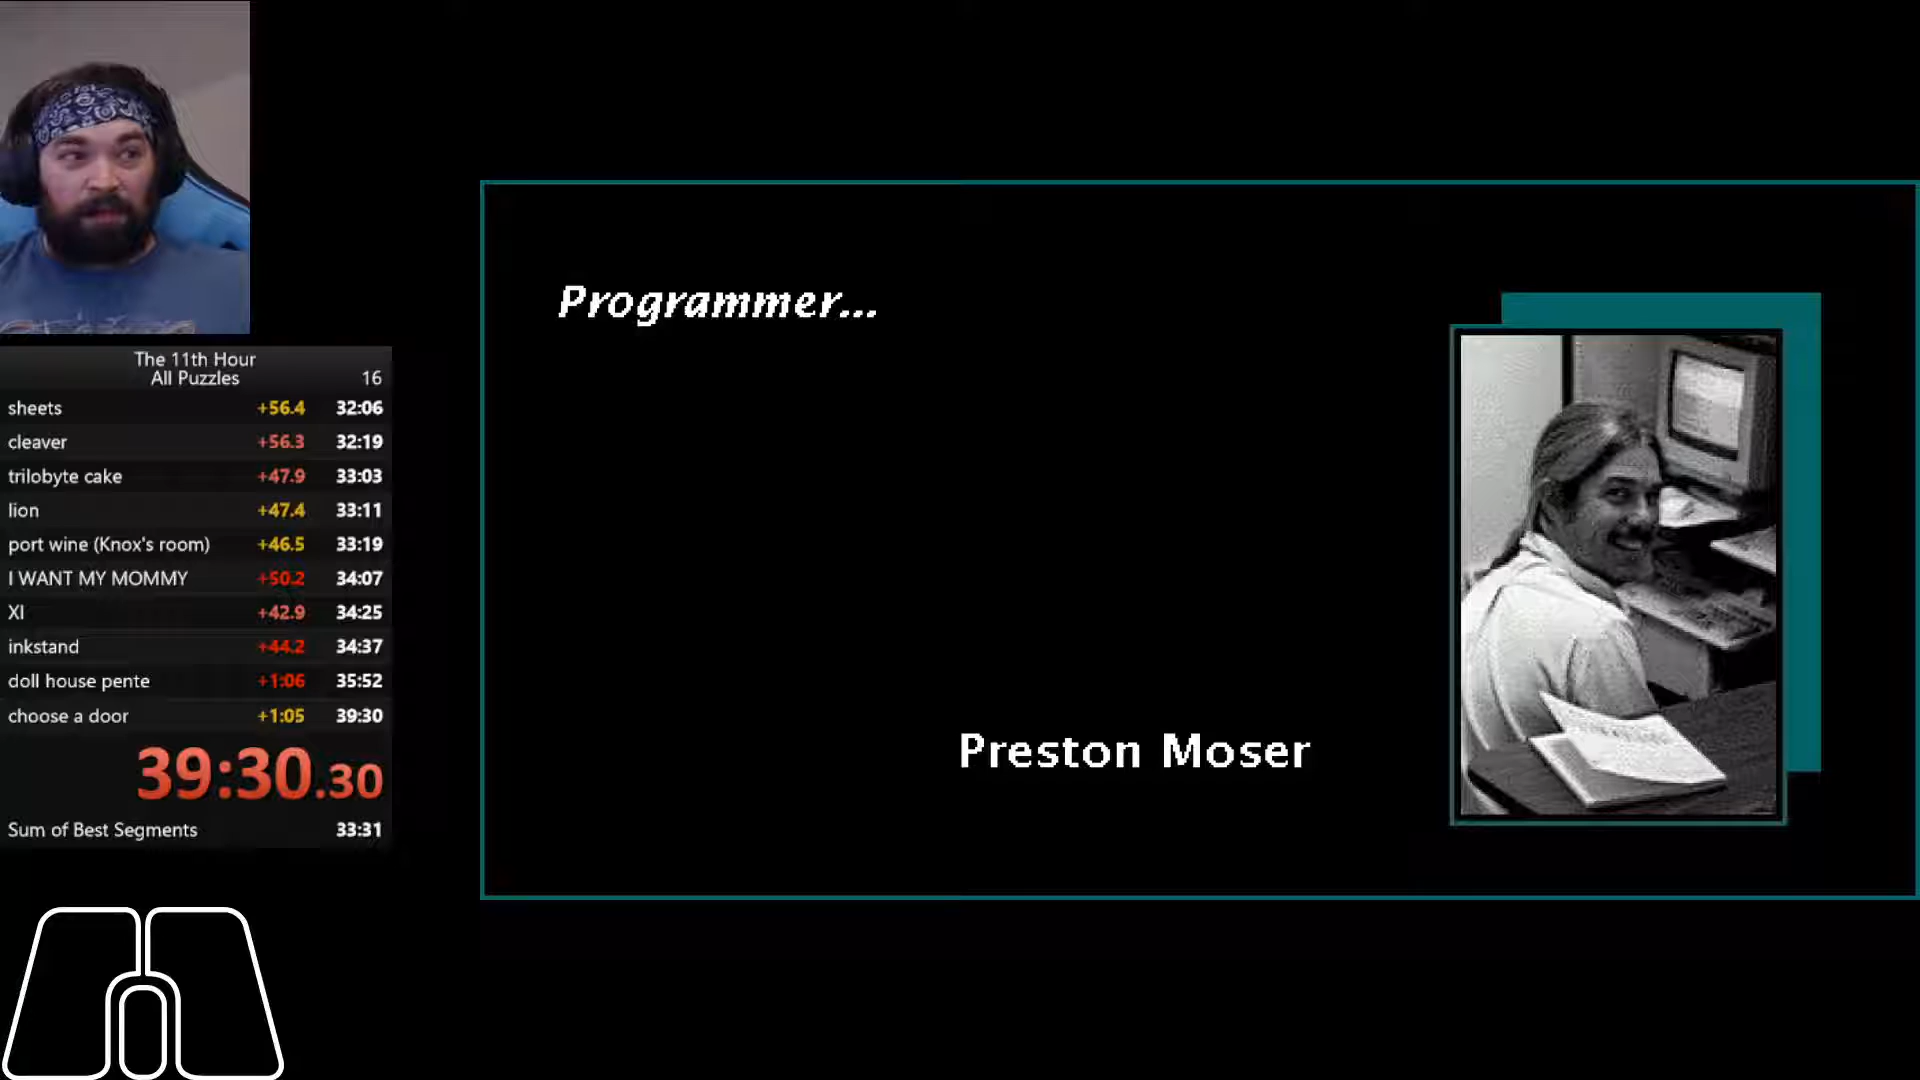 The 11th Hour
All Puzzles 16
sheets +56.4 32:06
cleaver +56.3 32:19
trilobyte cake +47.9 33:03
lion +47.4 33:11
port wine (Knox's room) +46.5 33:19
I WANT MY MOMMY +50.2 34:07
XI +42.9 34:25
inkstand +44.2 34:37
doll house pente +1:06 35:52
choose a door +1:05 39:30
39:30.30
Sum of Best Segments 33:31
Programmer...
Preston Moser